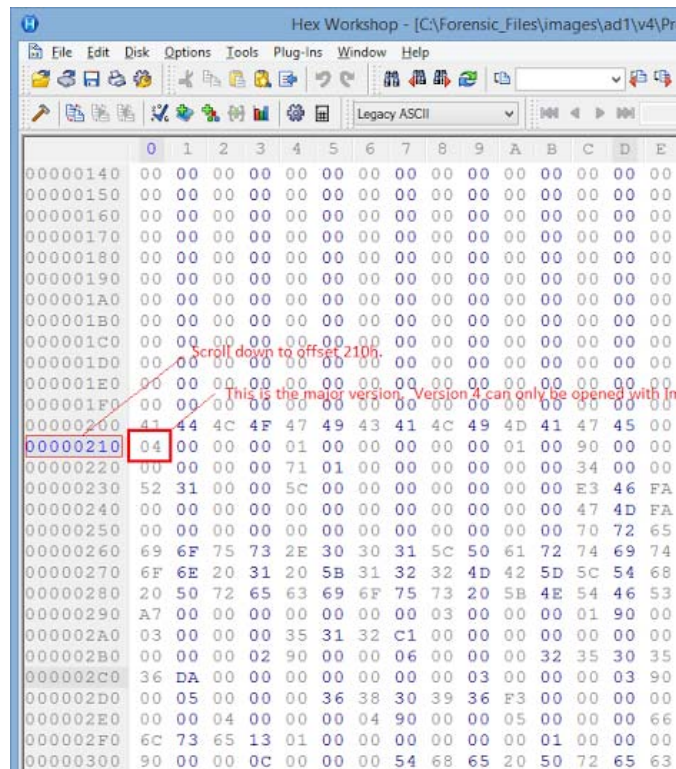 Hex Workshop - [C:\Forensic_Files\images\ad1\v4\Pr
File Edit Disk Options Tools Plug-Ins Window Help
Legacy ASCII
0 1 2 3 4 5 6 7 8 9 A B C D E
00000140 00 00 00 00 00 00 00 00 00 00 00 00 00 00 00
00000150 00 00 00 00 00 00 00 00 00 00 00 00 00 00 00
00000160 00 00 00 00 00 00 00 00 00 00 00 00 00 00 00
00000170 00 00 00 00 00 00 00 00 00 00 00 00 00 00 00
00000180 00 00 00 00 00 00 00 00 00 00 00 00 00 00 00
00000190 00 00 00 00 00 00 00 00 00 00 00 00 00 00 00
000001A0 00 00 00 00 00 00 00 00 00 00 00 00 00 00 00
000001B0 00 00 00 00 00 00 00 00 00 00 00 00 00 00 00
000001C0 00 00 00 00 00 00 00 00 00 00 00 00 00 00 00
Scroll down to offset 210h.
000001D0 00 00 00 00 00 00 00 00 00 00 00 00 00 00 00
000001E0 00 00 00 00 00 00 00 00 00 00 00 00 00 00 00
This is the major version. Version 4 can only be opened with Im
000001F0 00 00 00 00 00 00 00 00 00 00 00 00 00 00 00
00000200 41 44 4C 4F 47 49 43 41 4C 49 4D 41 47 45 00
00000210 04 00 00 00 01 00 00 00 00 00 01 00 90 00 00
00000220 00 00 00 00 71 01 00 00 00 00 00 00 34 00 00
00000230 52 31 00 00 5C 00 00 00 00 00 00 00 E3 46 FA
00000240 00 00 00 00 00 00 00 00 00 00 00 00 47 4D FA
00000250 00 00 00 00 00 00 00 00 00 00 00 00 70 72 65
00000260 69 6F 75 73 2E 30 30 31 5C 50 61 72 74 69 74
00000270 6F 6E 20 31 20 5B 31 32 32 4D 42 5D 5C 54 68
00000280 20 50 72 65 63 69 6F 75 73 20 5B 4E 54 46 53
00000290 A7 00 00 00 00 00 00 00 03 00 00 00 01 90 00
000002A0 03 00 00 00 35 31 32 C1 00 00 00 00 00 00 00
000002B0 00 00 00 02 90 00 00 06 00 00 00 32 35 30 35
000002C0 36 DA 00 00 00 00 00 00 00 03 00 00 00 03 90
000002D0 00 05 00 00 00 36 38 30 39 36 F3 00 00 00 00
000002E0 00 00 04 00 00 00 04 90 00 00 05 00 00 00 66
000002F0 6C 73 65 13 01 00 00 00 00 00 00 01 00 00 00
00000300 90 00 00 0C 00 00 00 54 68 65 20 50 72 65 63